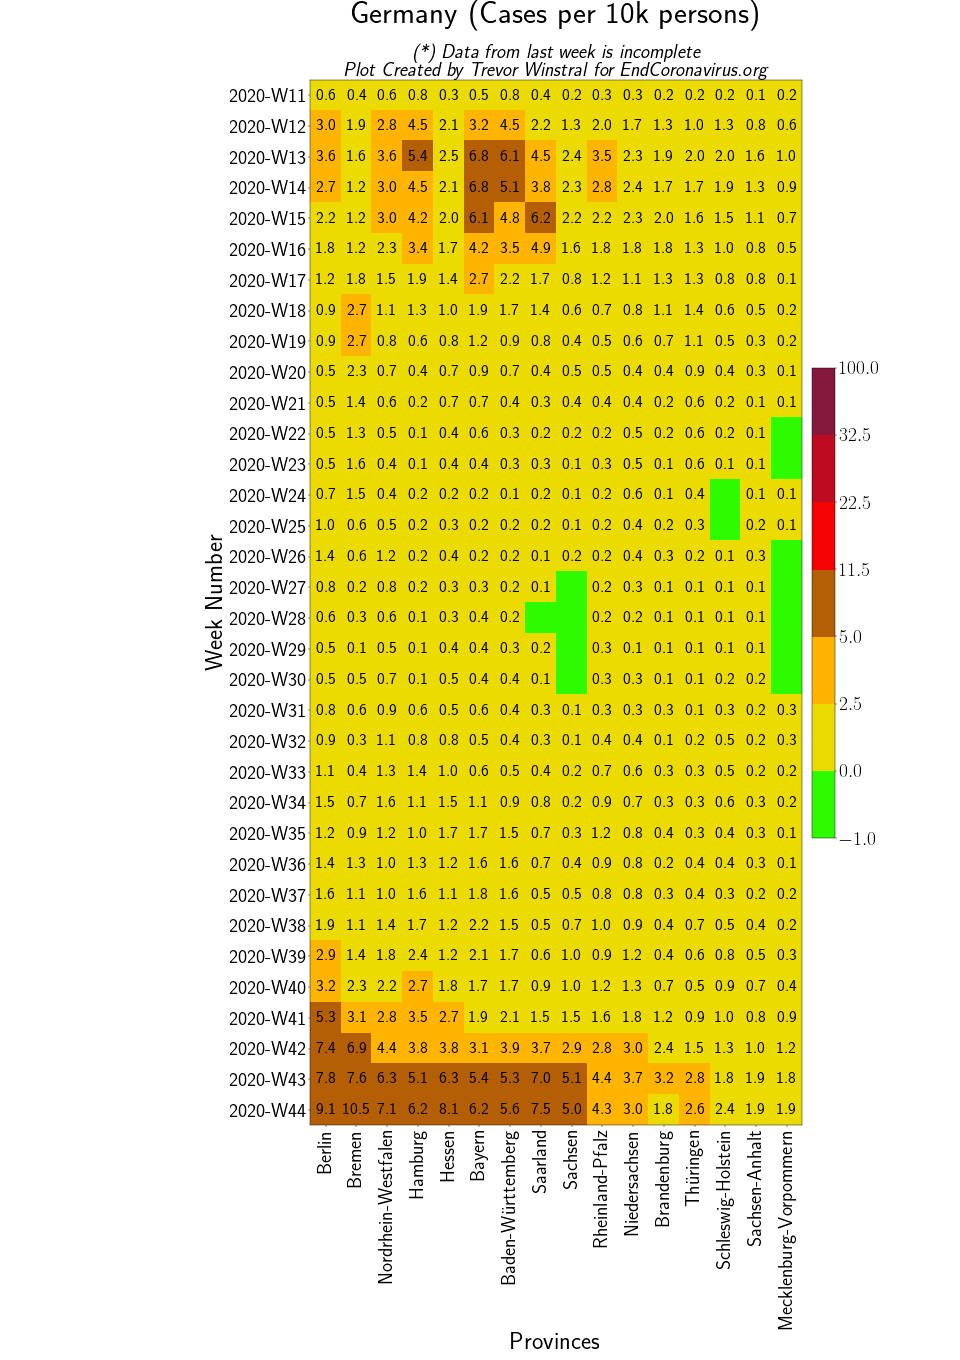 Germany (Cases per 10k persons)
(*) Data from last week is incomplete
Plot Created by Trevor Winstral for EndCoronavirus.org
2020-W11 0.6 0.4 0.6 0.8 0.3 0.5 0.8 0.4 0.2 0.3 0.3 0.2 0.2 0.2 0.1 0.2
2020-W12 3.0 1.9 2.8 4.5 2.1 3.2 4.5 2.2 1.3 2.0 1.7 1.3 1.0 1.3 0.8 0.6
2020-W13 3.6 1.6 3.6 5.4 2.5 6.8 6.1 4.5 2.4 3.5 2.3 1.9 2.0 2.0 1.6 1.0
2020-W14 2.7 1.2 3.0 4.5 2.1 6.8 5.1 3.8 2.3 2.8 2.4 1.7 1.7 1.9 1.3 0.9
2020-W15 2.2 1.2 3.0 4.2 2.0 6.1 4.8 6.2 2.2 2.2 2.3 2.0 1.6 1.5 1.1 0.7
2020-W16 1.8 1.2 2.3 3.4 1.7 4.2 3.5 4.9 1.6 1.8 1.8 1.8 1.3 1.0 0.8 0.5
2020-W17 1.2 1.8 1.5 1.9 1.4 2.7 2.2 1.7 0.8 1.2 1.1 1.3 1.3 0.8 0.8 0.1
2020-W18 0.9 2.7 1.1 1.3 1.0 1.9 1.7 1.4 0.6 0.7 0.8 1.1 1.4 0.6 0.5 0.2
2020-W19 0.9 2.7 0.8 0.6 0.8 1.2 0.9 0.8 0.4 0.5 0.6 0.7 1.1 0.5 0.3 0.2
2020-W20 0.5 2.3 0.7 0.4 0.7 0.9 0.7 0.4 0.5 0.5 0.4 0.4 0.9 0.4 0.3 0.1
2020-W21 0.5 1.4 0.6 0.2 0.7 0.7 0.4 0.3 0.4 0.4 0.4 0.2 0.6 0.2 0.1 0.1
2020-W22 0.5 1.3 0.5 0.1 0.4 0.6 0.3 0.2 0.2 0.2 0.5 0.2 0.6 0.2 0.1
2020-W23 0.5 1.6 0.4 0.1 0.4 0.4 0.3 0.3 0.1 0.3 0.5 0.1 0.6 0.1 0.1
2020-W24 0.7 1.5 0.4 0.2 0.2 0.2 0.1 0.2 0.1 0.2 0.6 0.1 0.4 0.1 0.1
2020-W25 1.0 0.6 0.5 0.2 0.3 0.2 0.2 0.2 0.1 0.2 0.4 0.2 0.3 0.2 0.1
2020-W26 1.4 0.6 1.2 0.2 0.4 0.2 0.2 0.1 0.2 0.2 0.4 0.3 0.2 0.1 0.3
2020-W27 0.8 0.2 0.8 0.2 0.3 0.3 0.2 0.1 0.2 0.3 0.1 0.1 0.1 0.1
2020-W28 0.6 0.3 0.6 0.1 0.3 0.4 0.2 0.2 0.2 0.1 0.1 0.1 0.1
2020-W29 0.5 0.1 0.5 0.1 0.4 0.4 0.3 0.2 0.3 0.1 0.1 0.1 0.1 0.1
2020-W30 0.5 0.5 0.7 0.1 0.5 0.4 0.4 0.1 0.3 0.3 0.1 0.1 0.2 0.2
2020-W31 0.8 0.6 0.9 0.6 0.5 0.6 0.4 0.3 0.1 0.3 0.3 0.3 0.1 0.3 0.2 0.3
2020-W32 0.9 0.3 1.1 0.8 0.8 0.5 0.4 0.3 0.1 0.4 0.4 0.1 0.2 0.5 0.2 0.3
2020-W33 1.1 0.4 1.3 1.4 1.0 0.6 0.5 0.4 0.2 0.7 0.6 0.3 0.3 0.5 0.2 0.2
2020-W34 1.5 0.7 1.6 1.1 1.5 1.1 0.9 0.8 0.2 0.9 0.7 0.3 0.3 0.6 0.3 0.2
2020-W35 1.2 0.9 1.2 1.0 1.7 1.7 1.5 0.7 0.3 1.2 0.8 0.4 0.3 0.4 0.3 0.1
2020-W36 1.4 1.3 1.0 1.3 1.2 1.6 1.6 0.7 0.4 0.9 0.8 0.2 0.4 0.4 0.3 0.1
2020-W37 1.6 1.1 1.0 1.6 1.1 1.8 1.6 0.5 0.5 0.8 0.8 0.3 0.4 0.3 0.2 0.2
2020-W38 1.9 1.1 1.4 1.7 1.2 2.2 1.5 0.5 0.7 1.0 0.9 0.4 0.7 0.5 0.4 0.2
2020-W39 2.9 1.4 1.8 2.4 1.2 2.1 1.7 0.6 1.0 0.9 1.2 0.4 0.6 0.8 0.5 0.3
2020-W40 3.2 2.3 2.2 2.7 1.8 1.7 1.7 0.9 1.0 1.2 1.3 0.7 0.5 0.9 0.7 0.4
2020-W41 5.3 3.1 2.8 3.5 2.7 1.9 2.1 1.5 1.5 1.6 1.8 1.2 0.9 1.0 0.8 0.9
2020-W42 7.4 6.9 4.4 3.8 3.8 3.1 3.9 3.7 2.9 2.8 3.0 2.4 1.5 1.3 1.0 1.2
2020-W43 7.8 7.6 6.3 5.1 6.3 5.4 5.3 7.0 5.1 4.4 3.7 3.2 2.8 1.8 1.9 1.8
2020-W44 9.1 10.5 7.1 6.2 8.1 6.2 5.6 7.5 5.0 4.3 3.0 1.8 2.6 2.4 1.9 1.9
Week Number
Berlin
Bremen
Nordrhein-Westfalen
Hamburg
Hessen
Bayern
Baden-Württemberg
Saarland
Sachsen
Rheinland-Pfalz
Niedersachsen
Brandenburg
Thüringen
Schleswig-Holstein
Sachsen-Anhalt
Mecklenburg-Vorpommern
Provinces
100.0
32.5
22.5
11.5
5.0
2.5
0.0
−1.0